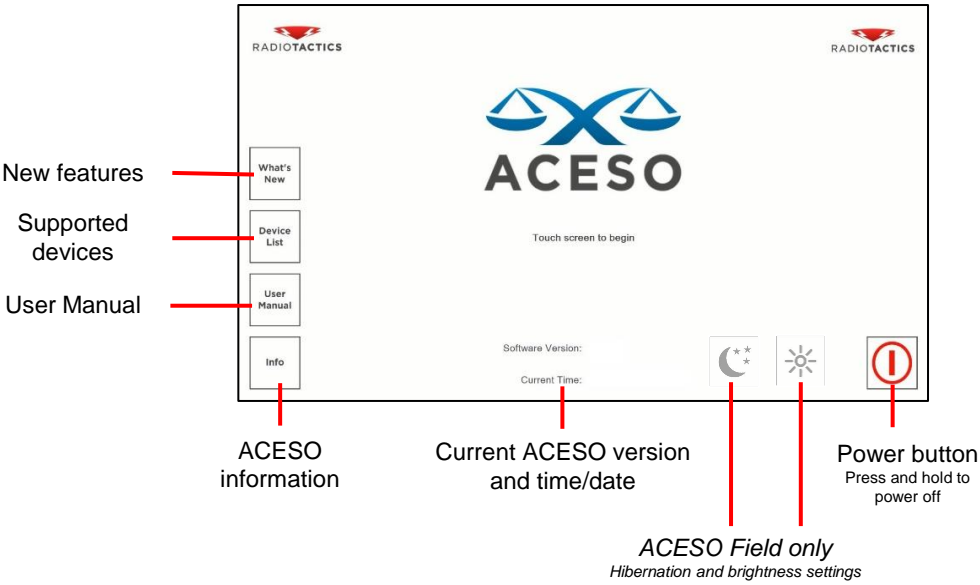 RADIOTACTICS
RADIOTACTICS
ACESO
Touch screen to begin
What's
New
Device
List
User
Manual
Info
Software Version:
Current Time:
New features
Supported
devices
User Manual
ACESO
information
Current ACESO version
and time/date
Power button
Press and hold to
power off
ACESO Field only
Hibernation and brightness settings